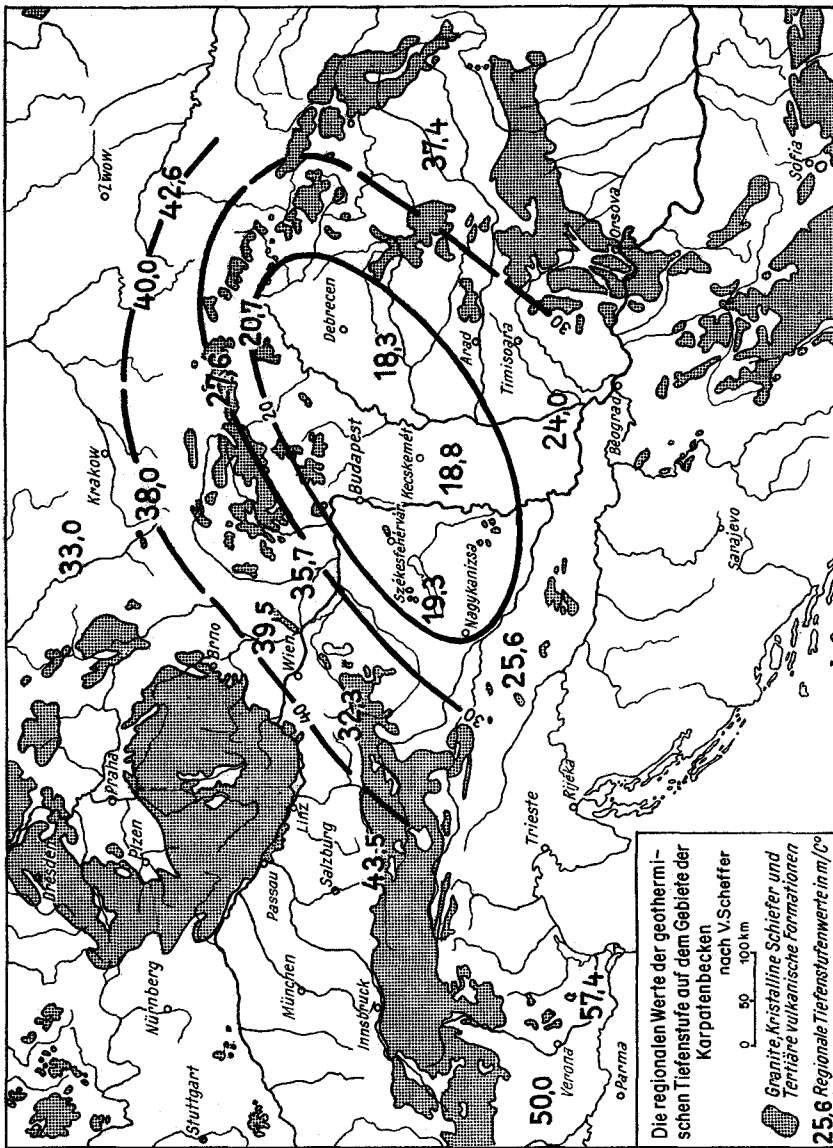 Lwow
42,6
40,0
Krakow
38,0
33,0
37,4
27,6
20,7
20
Debrecen
18,3
Arad
Timisoara
30
Orsova
Sofia
Budapest
Kecskemét
18,8
24,0
Beograd
Székesfehérvár
19,3
Nagykanizsa
35,7
39,5
Brno
Wien
40
32,3
30
25,6
Sarajevo
Praha
Plzen
Dresden
Linz
Passau
Salzburg
43,5
Trieste
Rijeka
Nürnberg
München
Innsbruck
Stuttgart
50,0
Verona
57,4
Parma
Die regionalen Werte der geothermi-
schen Tiefenstufe auf dem Gebiete der
Karpatenbecken
nach V. Scheffer
0 50 100 km
Granite, Kristalline Schiefer und
Tertiäre Vulkanische Formationen
25,6 Regionale Tiefenstufenwerte in m/C°